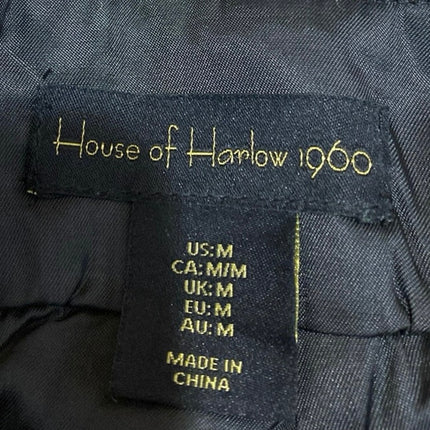 House of Harlow 1960
US:M
CA:M/M
UK:M
EU:M
AU:M
MADE IN
CHINA